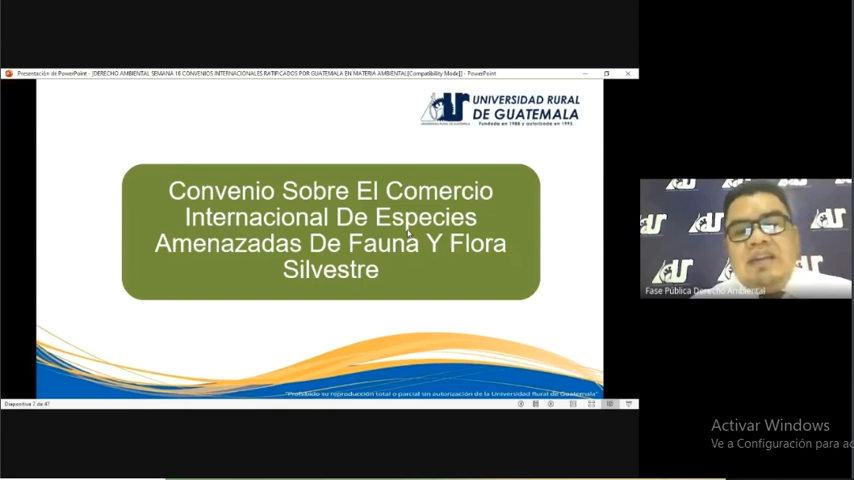 Presentación de PowerPoint - [DERECHO AMBIENTAL SEMANA 16 CONVENIOS INTERNACIONALES RATIFICADOS POR GUATEMALA EN MATERIA AMBIENTAL[Compatibility Mode]] - PowerPoint
UNIVERSIDAD RURAL
DE GUATEMALA
Fundada en 1988 y autorizada en 1995
Convenio Sobre El Comercio
Internacional De Especies
Amenazadas De Fauna Y Flora
Silvestre
"Prohibido su reproducción total o parcial sin autorización de la Universidad Rural de Guatemala"
Diapositiva 7 de 47
Fase Pública Derecho Ambiental
Activar Windows
Ve a Configuración para ac